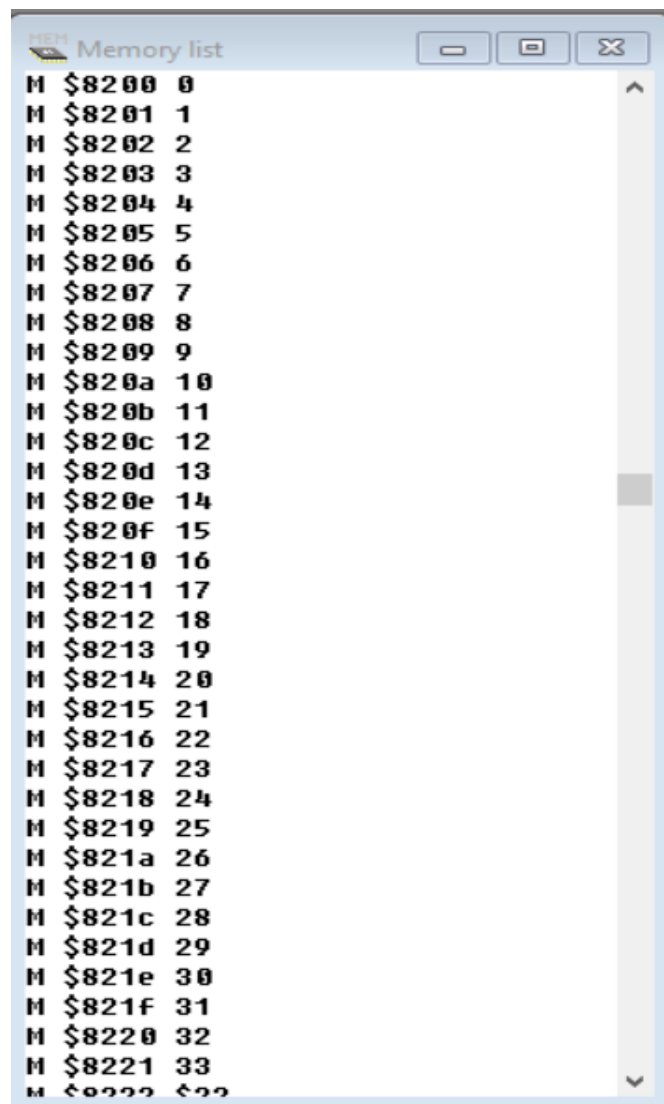 MEM Memory list
M $8200 0
M $8201 1
M $8202 2
M $8203 3
M $8204 4
M $8205 5
M $8206 6
M $8207 7
M $8208 8
M $8209 9
M $820a 10
M $820b 11
M $820c 12
M $820d 13
M $820e 14
M $820f 15
M $8210 16
M $8211 17
M $8212 18
M $8213 19
M $8214 20
M $8215 21
M $8216 22
M $8217 23
M $8218 24
M $8219 25
M $821a 26
M $821b 27
M $821c 28
M $821d 29
M $821e 30
M $821f 31
M $8220 32
M $8221 33
M $8222 $22